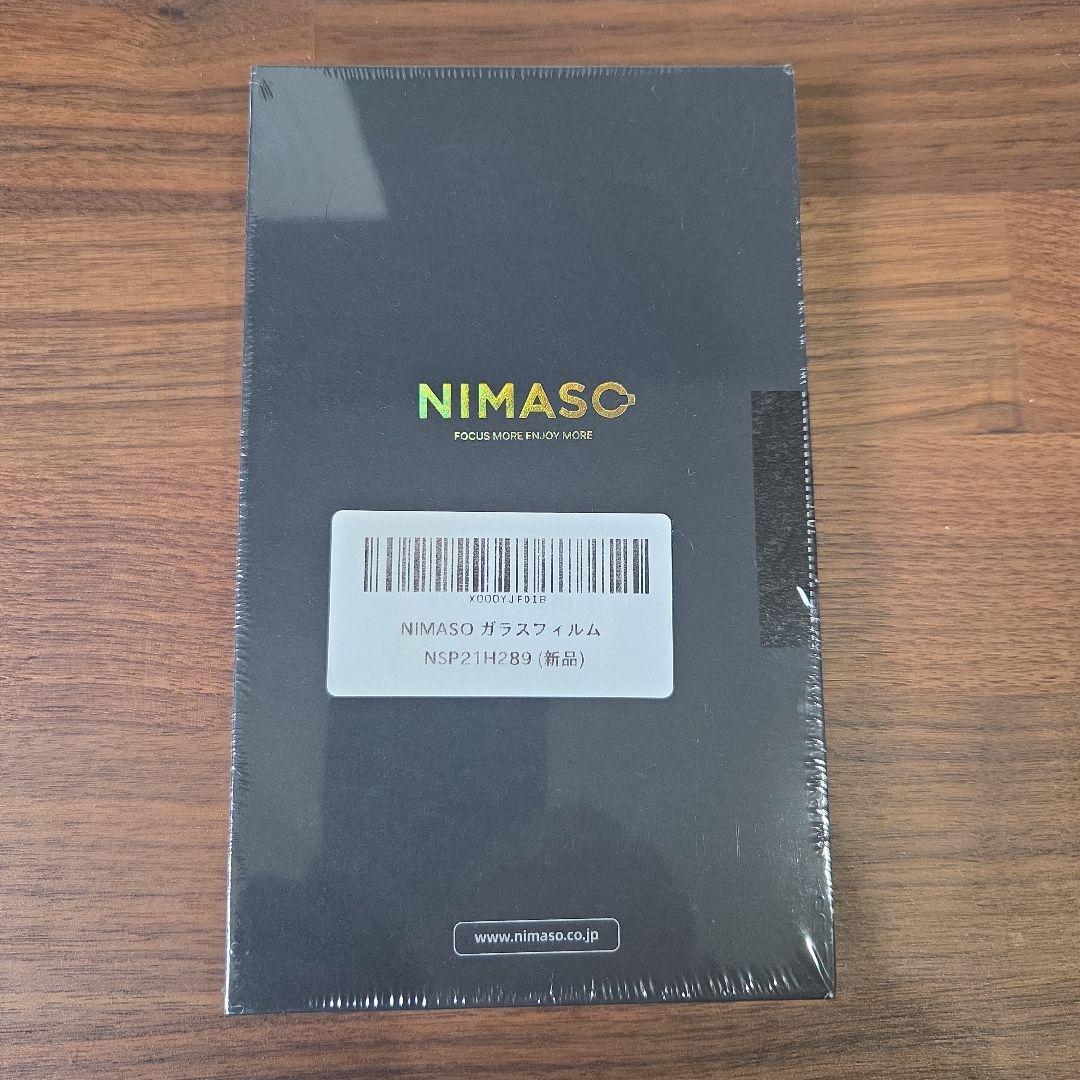 NIMASO
FOCUS MORE ENJOY MORE
X000YJFDIB
NIMASO ガラスフィルム
NSP21H289 (新品)
www.nimaso.co.jp